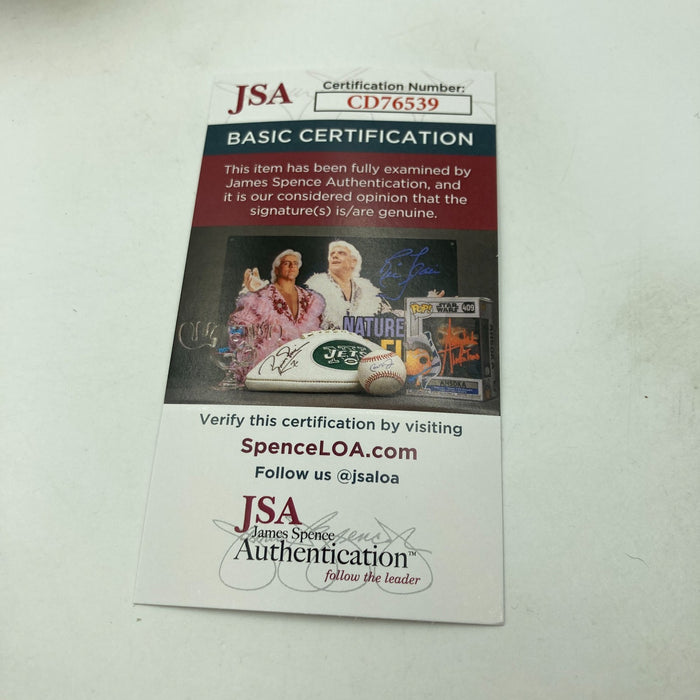 JSA
Certification Number:
CD76539
BASIC CERTIFICATION
This item has been fully examined by
James Spence Authentication, and
it is our considered opinion that the
signature(s) is/are genuine.
NATURE
POP!
STAR
WARS
409
JETS
AHSOKA
Verify this certification by visiting
SpenceLOA.com
Follow us @jsaloa
JSA
James Spence
Authentication™
follow the leader